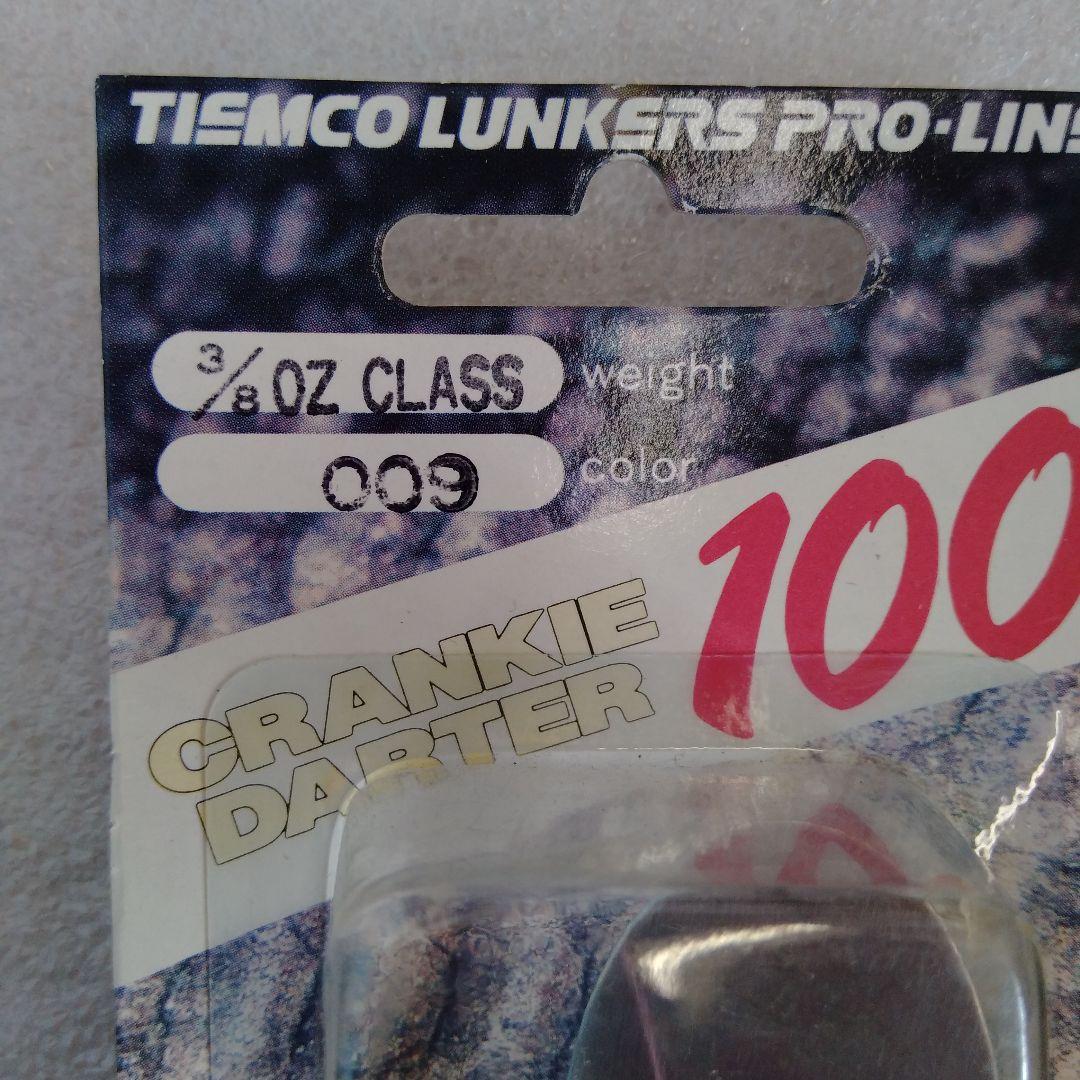 TIEMCO LUNKERS PRO-LINE
3/8 OZ CLASS weight
009 color
100
CRANKIE
DARTER